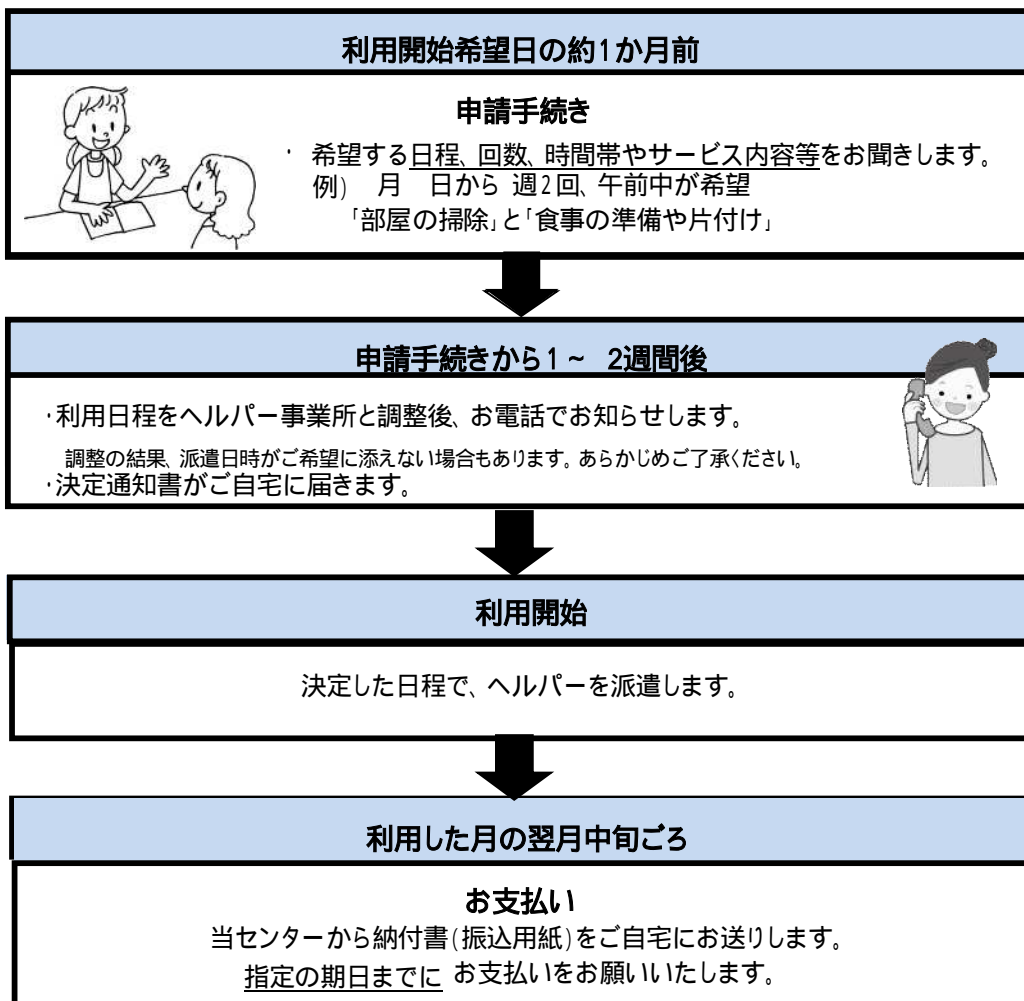 利用開始希望日の約1か月前
申請手続き
・ 希望する日程、回数、時間帯やサービス内容等をお聞きします。
例) 月 日から 週2回、午前中が希望
「部屋の掃除」と「食事の準備や片付け」
申請手続きから1~ 2週間後
・利用日程をヘルパー事業所と調整後、お電話でお知らせします。
調整の結果、派遣日時がご希望に添えない場合もあります。あらかじめご了承ください。
・決定通知書がご自宅に届きます。
利用開始
決定した日程で、ヘルパーを派遣します。
利用した月の翌月中旬ごろ
お支払い
当センターから納付書(振込用紙)をご自宅にお送りします。
指定の期日までに お支払いをお願いいたします。